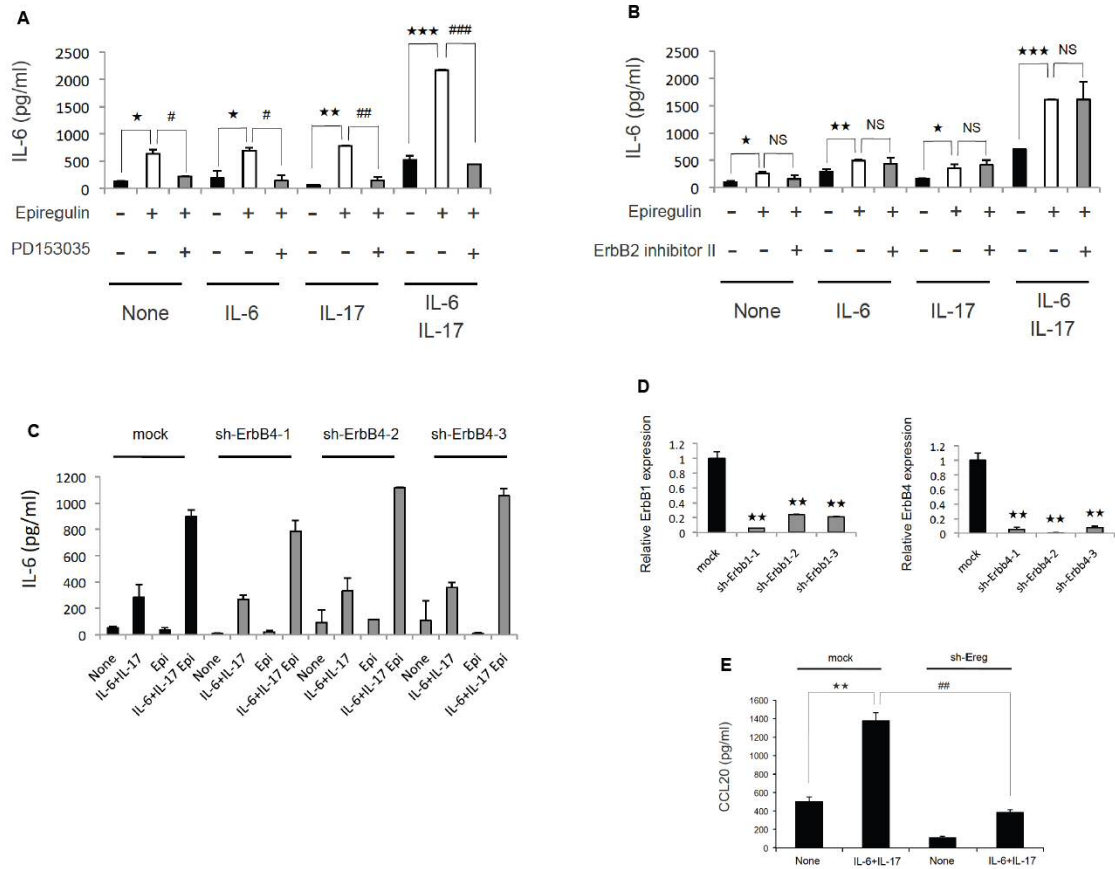 A
★★★ ###
2500
2000
1500
1000
500
0
IL-6 (pg/ml)
★ #
★ #
★★ ##
Epiregulin − + + − + + − + + − + +
PD153035 − − + − − + − − + − − +
None
IL-6
IL-17
IL-6
IL-17
B
★★★ NS
2500
2000
1500
1000
500
0
IL-6 (pg/ml)
★ NS
★★ NS
★ NS
Epiregulin − + + − + + − + + − + +
ErbB2 inhibitor II − − + − − + − − + − − +
None
IL-6
IL-17
IL-6
IL-17
C
mock sh-ErbB4-1 sh-ErbB4-2 sh-ErbB4-3
1200
1000
800
600
400
200
0
IL-6 (pg/ml)
None IL-6+IL-17 Epi IL-6+IL-17 Epi None IL-6+IL-17 Epi IL-6+IL-17 Epi None IL-6+IL-17 Epi IL-6+IL-17 Epi None IL-6+IL-17 Epi IL-6+IL-17 Epi
D
Relative ErbB1 expression
1.2
1
0.8
0.6
0.4
0.2
0
★★ ★★ ★★
mock sh-Erbb1-1 sh-Erbb1-2 sh-Erbb1-3
Relative ErbB4 expression
1.2
1
0.8
0.6
0.4
0.2
0
★★ ★★ ★★
mock sh-Erbb4-1 sh-Erbb4-2 sh-Erbb4-3
E
mock sh-Ereg
★★ ##
1600
1400
1200
1000
800
600
400
200
0
CCL20 (pg/ml)
None IL-6+IL-17 None IL-6+IL-17